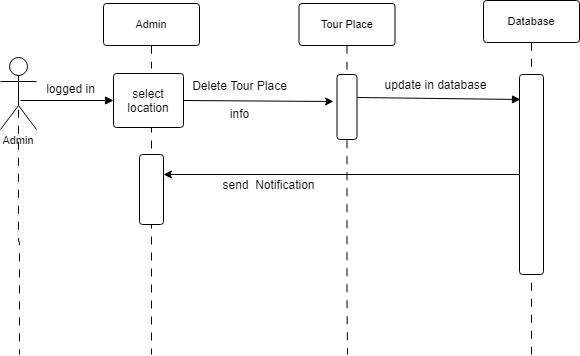 Admin
Tour Place
Database
logged in
select
location
Delete Tour Place
info
update in database
Admin
send  Notification